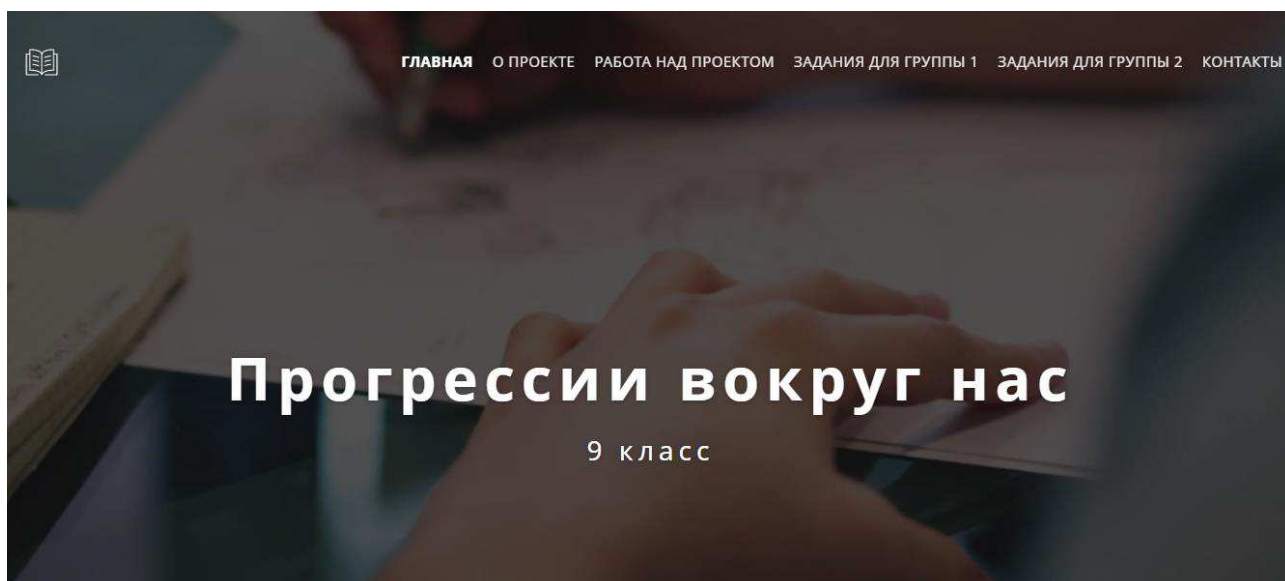 ГЛАВНАЯ О ПРОЕКТЕ РАБОТА НАД ПРОЕКТОМ ЗАДАНИЯ ДЛЯ ГРУППЫ 1 ЗАДАНИЯ ДЛЯ ГРУППЫ 2 КОНТАКТЫ
Прогрессии вокруг нас
9 класс